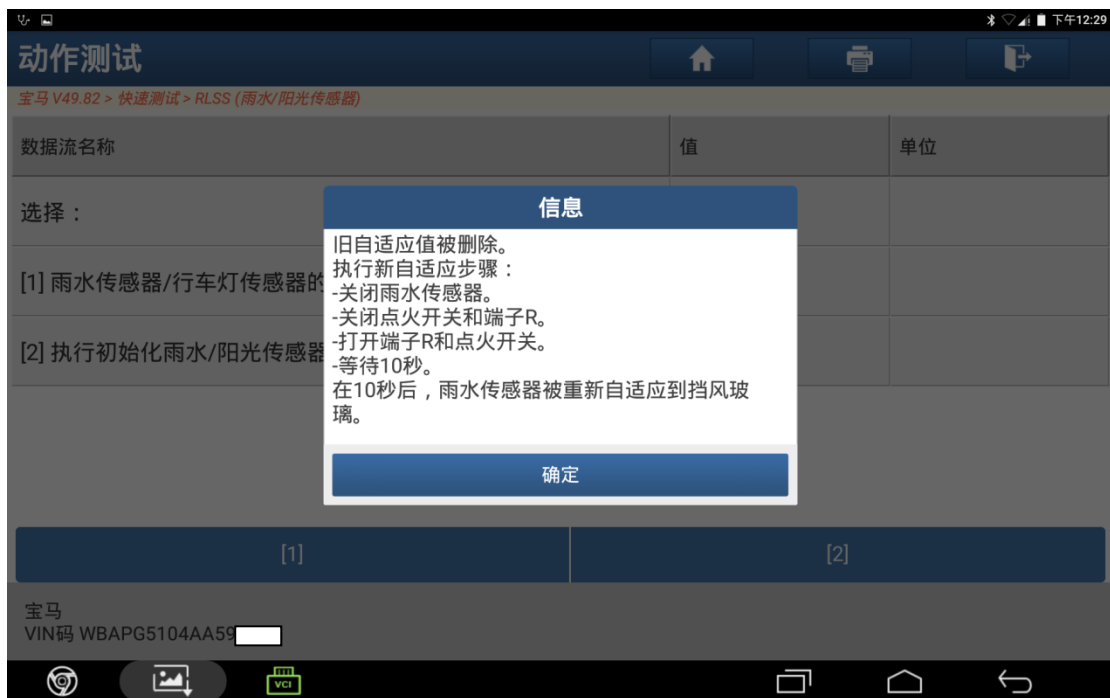 下午12:29
动作测试
宝马 V49.82 > 快速测试 > RLSS (雨水/阳光传感器)
数据流名称 值 单位
选择：
[1] 雨水传感器/行车灯传感器的
[2] 执行初始化雨水/阳光传感器
信息
旧自适应值被删除。
执行新自适应步骤：
-关闭雨水传感器。
-关闭点火开关和端子R。
-打开端子R和点火开关。
-等待10秒。
在10秒后，雨水传感器被重新自适应到挡风玻
璃。
确定
[1] [2]
宝马
VIN码 WBAPG5104AA59
VCI